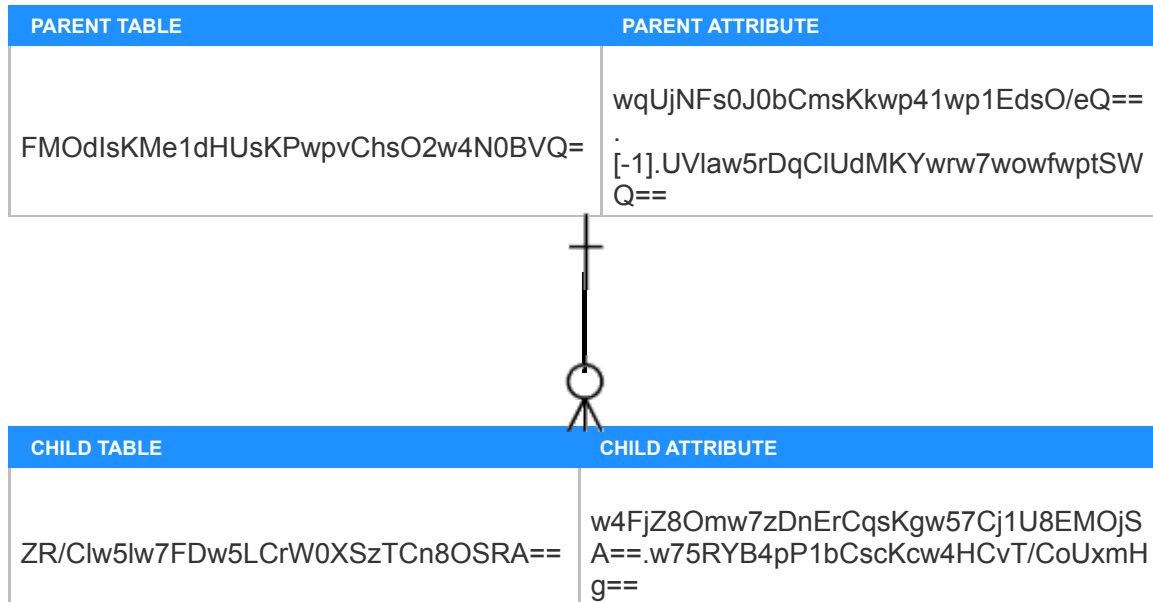 PARENT TABLE PARENT ATTRIBUTE
FMOdIsKMe1dHUsKPwpvChsO2w4N0BVQ=
wqUjNFs0J0bCmsKkwp41wp1EdsO/eQ==
.
[-1].UVlaw5rDqClUdMKYwrw7wowfwptSW
Q==
CHILD TABLE CHILD ATTRIBUTE
ZR/Clw5lw7FDw5LCrW0XSzTCn8OSRA==
w4FjZ8Omw7zDnErCqsKgw57Cj1U8EMOjS
A==.w75RYB4pP1bCscKcw4HCvT/CoUxmH
g==